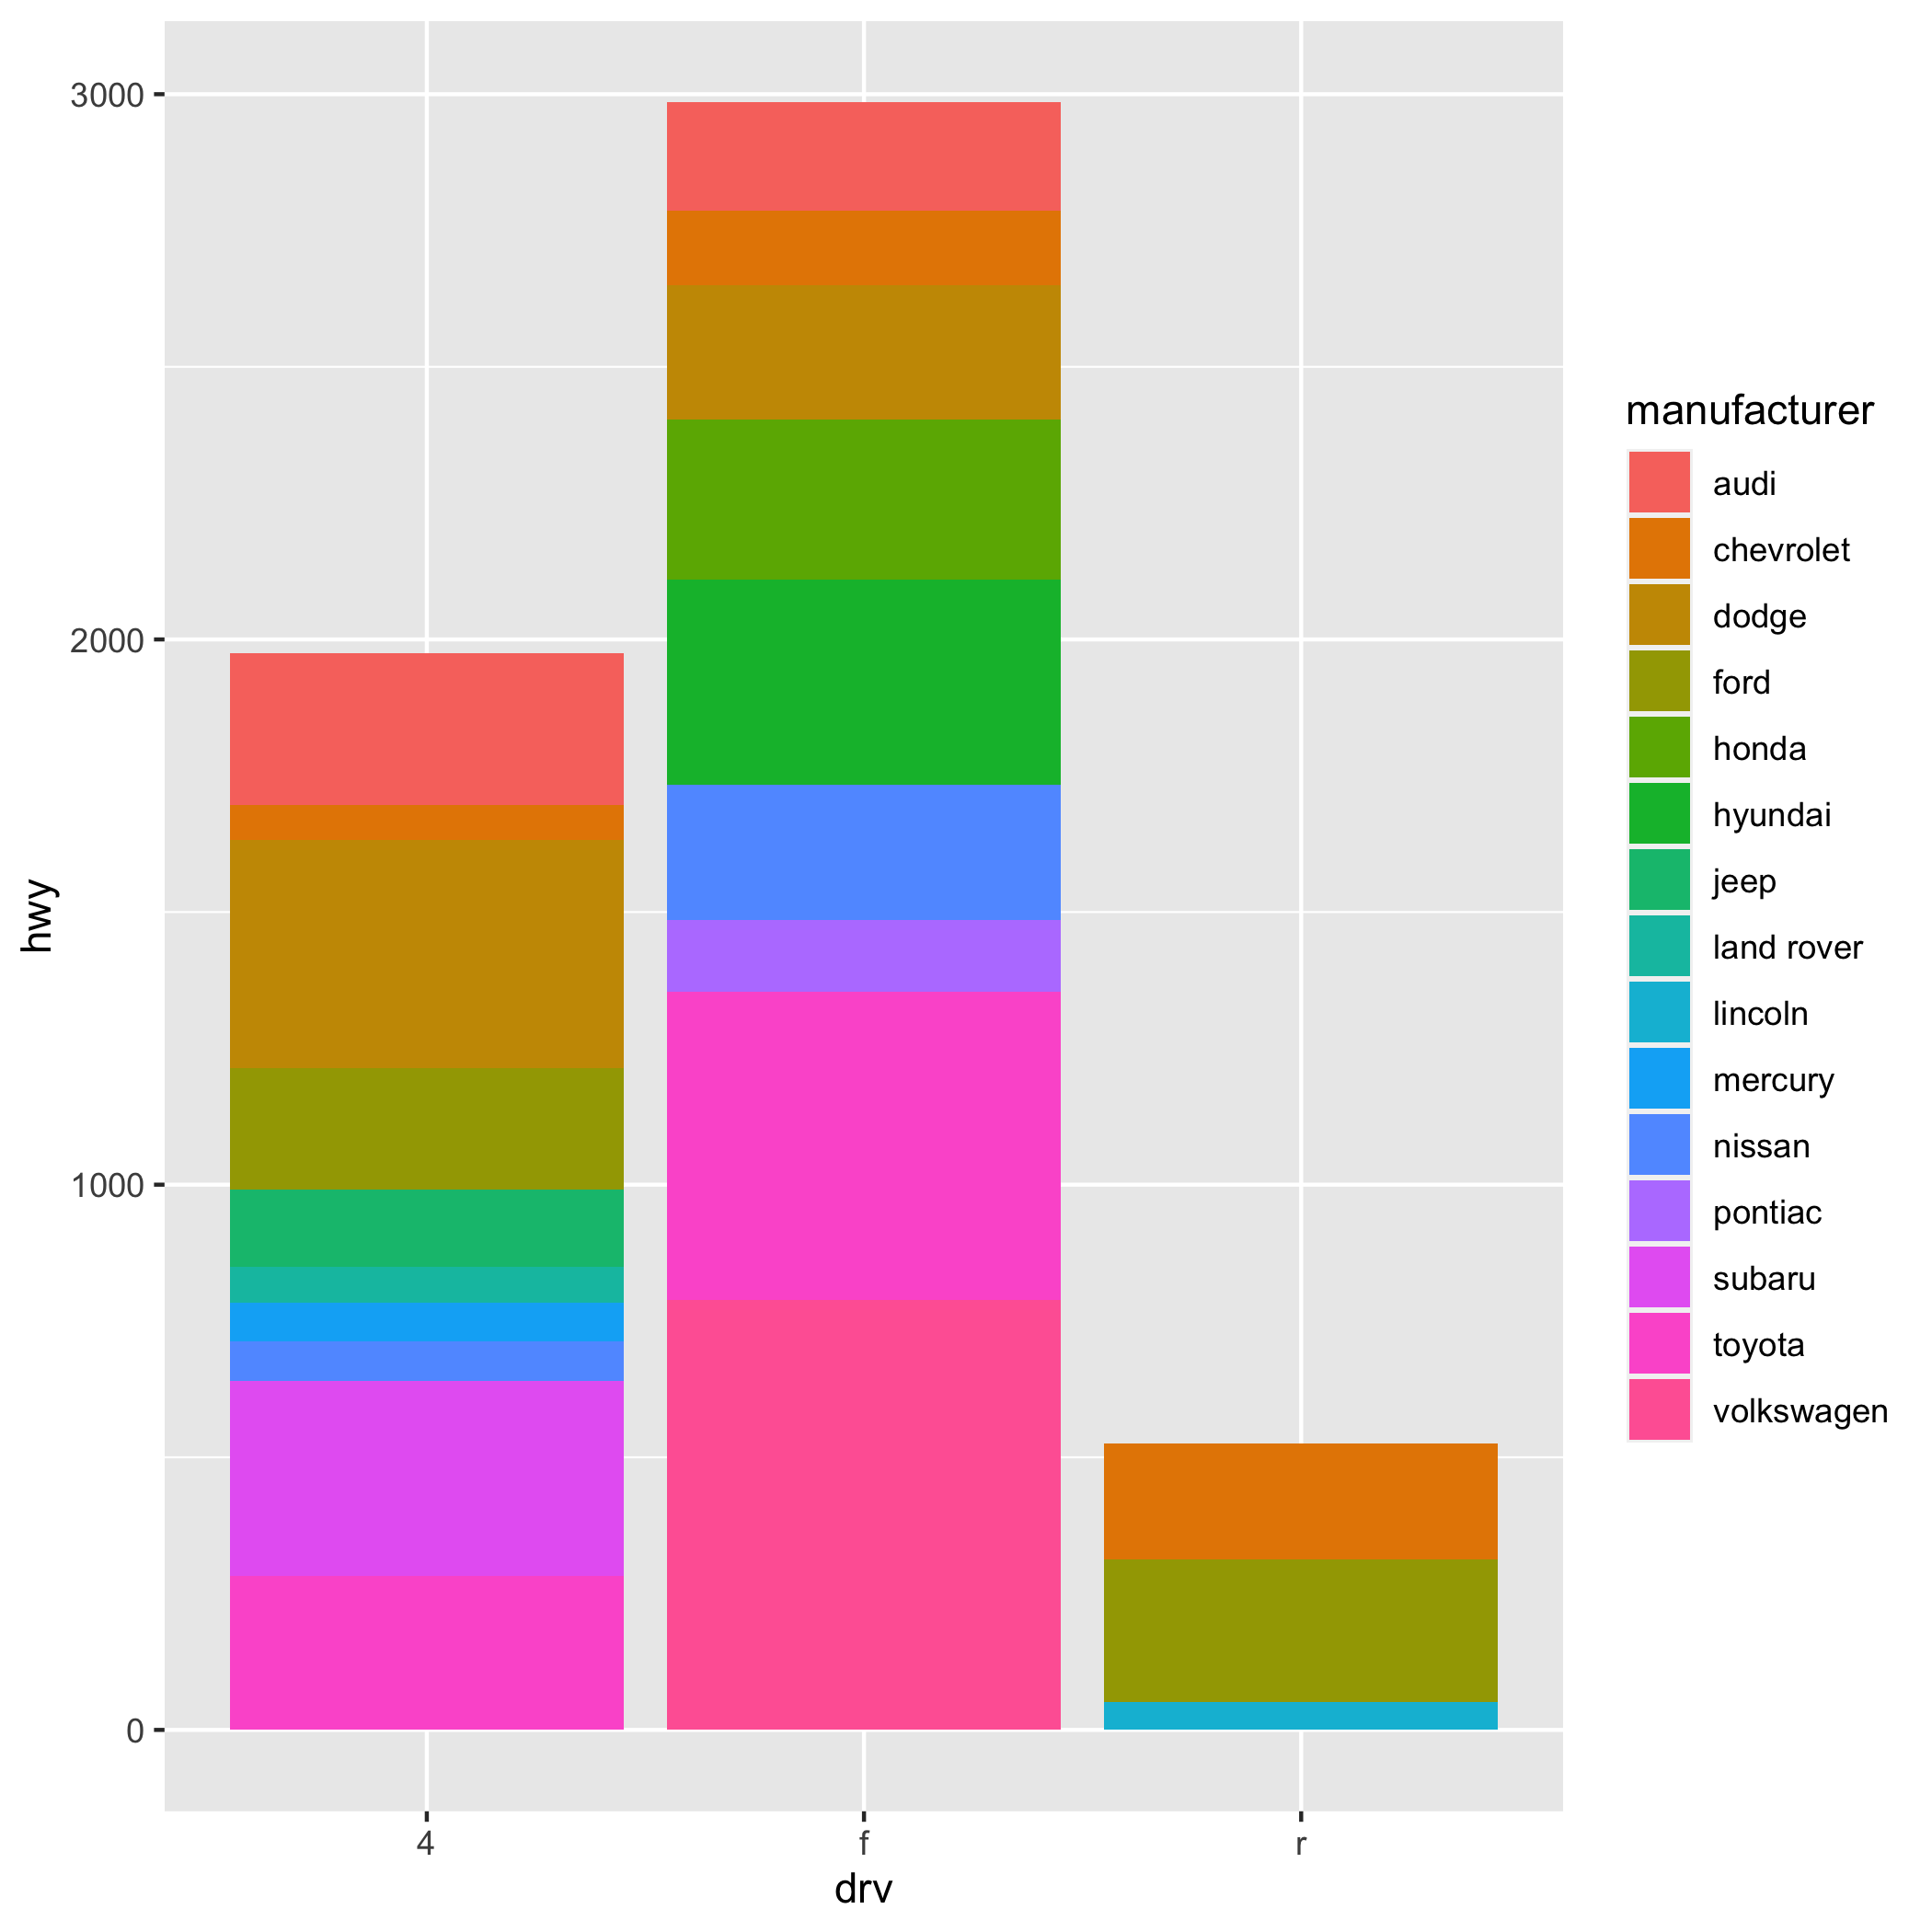 3000
2000
1000
0
hwy
4
f
r
drv
manufacturer
audi
chevrolet
dodge
ford
honda
hyundai
jeep
land rover
lincoln
mercury
nissan
pontiac
subaru
toyota
volkswagen